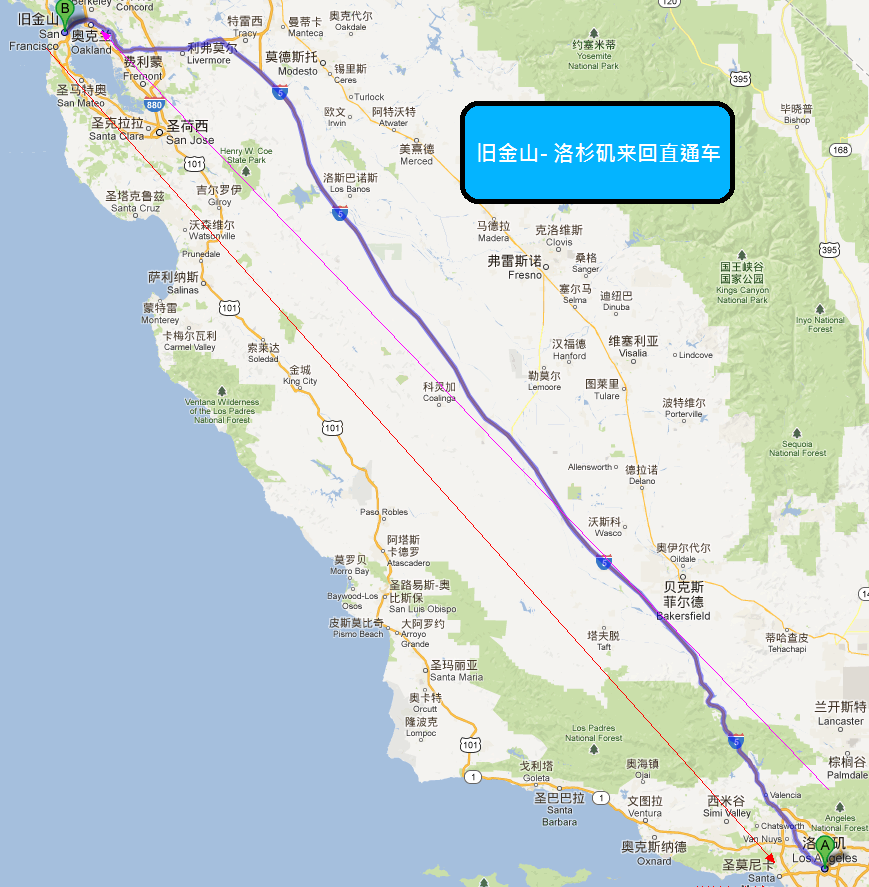 Concord
旧金山
San
Francisco
B
奥克兰
Oakland
特雷西
Tracy
曼蒂卡
Manteca
奥克代尔
Oakdale
120
利弗莫尔
Livermore
莫德斯托
Modesto
约塞米蒂
Yosemite
National Park
费利蒙
Fremont
锡里斯
Ceres
395
圣马特奥
San Mateo
5
880
Turlock
欧文
Irwin
阿特沃特
Atwater
毕晓普
Bishop
圣克拉拉
Santa Clara
圣荷西
San Jose
美熹德
Merced
旧金山- 洛杉矶来回直通车
168
Henry W. Coe
State Park
101
洛斯巴诺斯
Los Banos
圣塔克鲁兹
Santa Cruz
吉尔罗伊
Gilroy
5
沃森维尔
Watsonville
马德拉
Madera
克洛维斯
Clovis
395
Prunedale
弗雷斯诺
Fresno
桑格
Sanger
国王峡谷
国家公园
Kings Canyon
National Park
萨利纳斯
Salinas
塞尔马
Selma
迪纽巴
Dinuba
蒙特雷
Monterey
101
Inyo National
Forest
卡梅尔瓦利
Carmel Valley
索莱达
Soledad
汉福德
Hanford
维塞利亚
Visalia
Lindcove
金城
King City
勒莫尔
Lemoore
图莱里
Tulare
科灵加
Coalinga
Ventana Wilderness
of the Los Padres
National Forest
波特维尔
Porterville
101
Sequoia
National Forest
Allensworth
德拉诺
Delano
Paso Robles
沃斯科
Wasco
阿塔斯
卡德罗
Atascadero
奥伊尔代尔
Oildale
莫罗贝
Morro Bay
5
贝克斯
菲尔德
Bakersfield
圣路易斯-奥
比斯保
San Luis Obispo
Baywood-Los
Osos
14
皮斯莫比奇
Pismo Beach
大阿罗约
Arroyo
Grande
塔夫脱
Taft
蒂哈查皮
Tehachapi
圣玛丽亚
Santa Maria
奥卡特
Orcutt
兰开斯特
Lancaster
隆波克
Lompoc
101
Los Padres
National Forest
5
1
戈利塔
Goleta
奥海镇
Ojai
棕榈谷
Palmdale
圣巴巴拉
Santa
Barbara
1
文图拉
Ventura
西米谷
Simi Valley
Valencia
Angeles
National Forest
Chatsworth
Van Nuys
奥克斯纳德
Oxnard
A
Los Angeles
圣莫尼卡
Santa